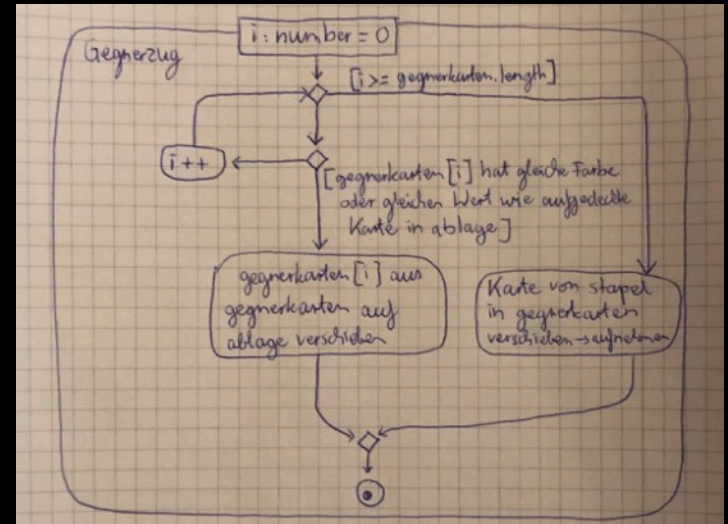 i : number = 0
Gegnerzug
[i >= gegnerkarten.length]
i++
[gegnerkarten[i] hat gleiche Farbe
oder gleichen Wert wie aufgedeckte
Karte in ablage]
gegnerkarten[i] aus
gegnerkarten auf
ablage verschieben
Karte von stapel
in gegnerkarten
verschieben → aufnehmen